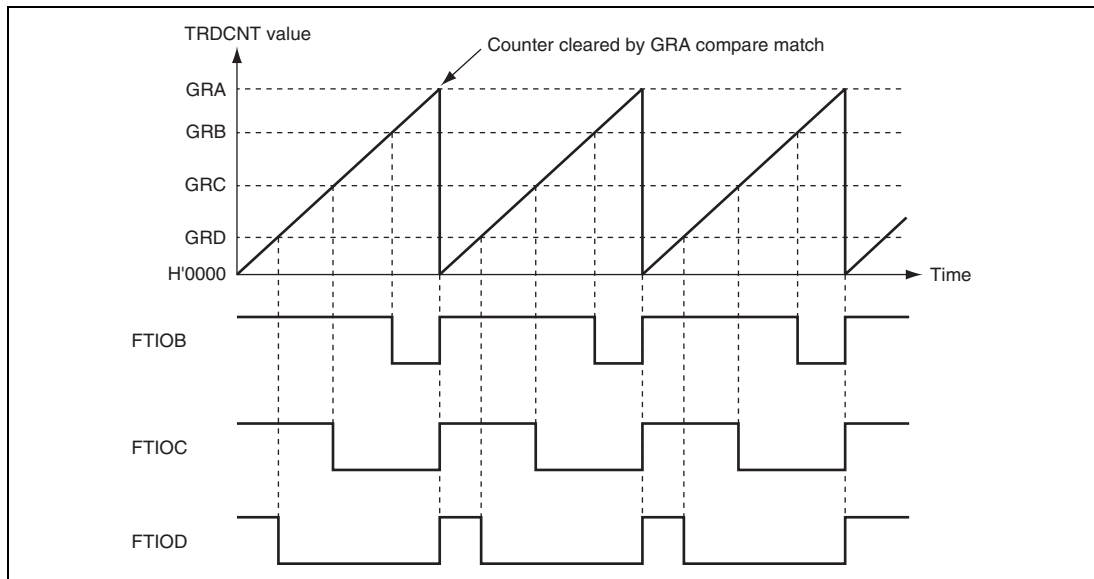 TRDCNT value
Counter cleared by GRA compare match
GRA
GRB
GRC
GRD
H'0000
Time
FTIOB
FTIOC
FTIOD